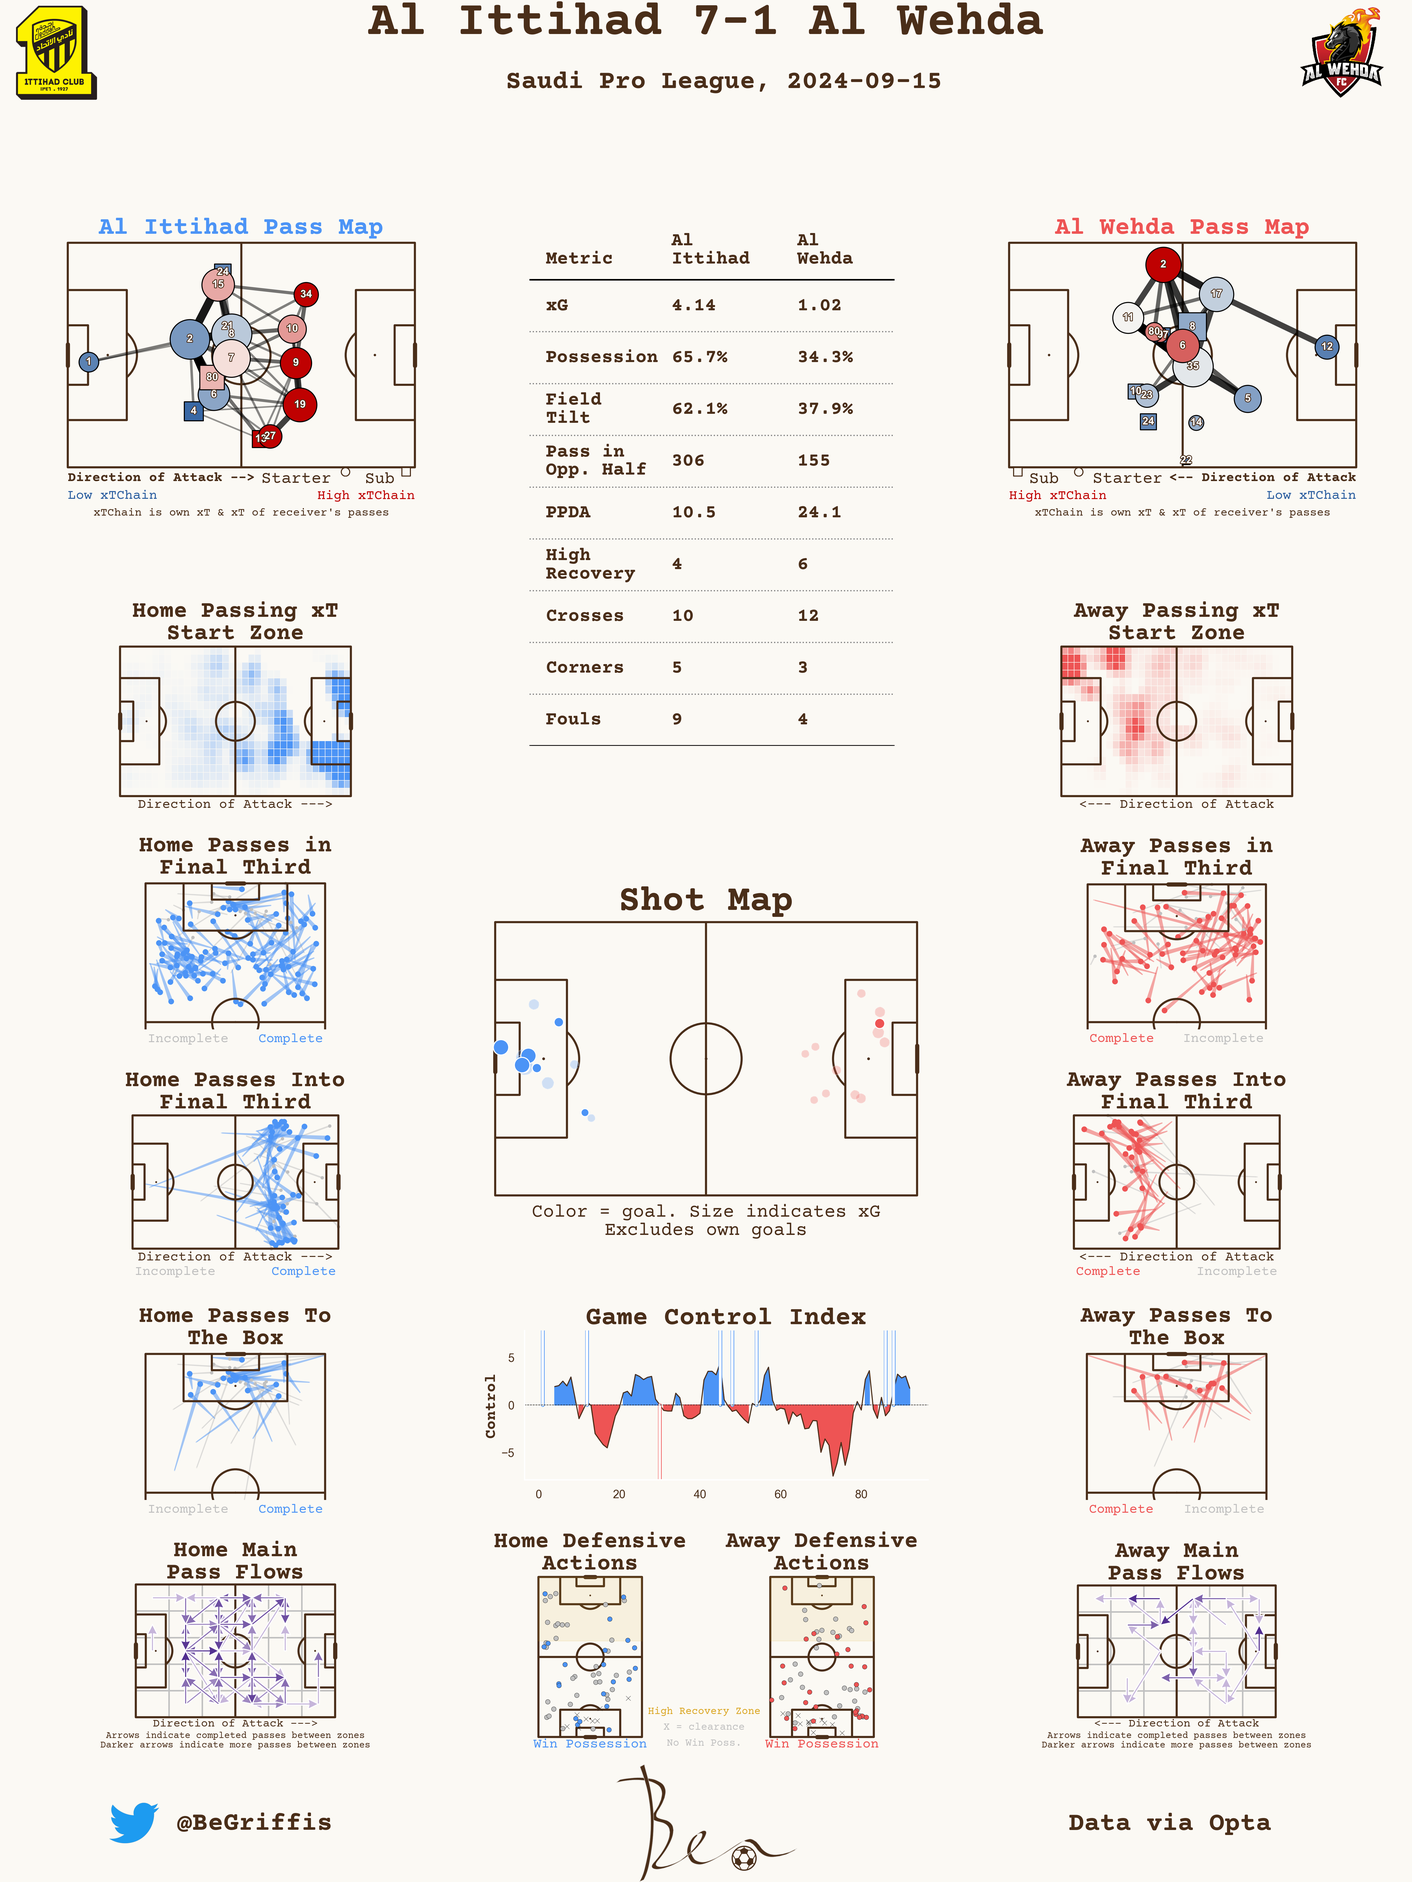 Al Ittihad 7-1 Al Wehda
Saudi Pro League, 2024-09-15
نادي الاتحاد
ITTIHAD CLUB
١٣٤٦ . 1927
AL WEHDA
FC
Al Ittihad Pass Map
24
15
34
21
8
10
2
7
1
9
80
6
19
4
13
27
Direction of Attack --> Starter Sub
Low xTChain High xTChain
xTChain is own xT & xT of receiver's passes
Metric Al Ittihad Al Wehda
xG 4.14 1.02
Possession 65.7% 34.3%
Field Tilt 62.1% 37.9%
Pass in Opp. Half 306 155
PPDA 10.5 24.1
High Recovery 4 6
Crosses 10 12
Corners 5 3
Fouls 9 4
Al Wehda Pass Map
2
17
11
8
80
6
12
35
10
23
5
24
14
22
Sub Starter <-- Direction of Attack
High xTChain Low xTChain
xTChain is own xT & xT of receiver's passes
Home Passing xT
Start Zone
Direction of Attack --->
Away Passing xT
Start Zone
<--- Direction of Attack
Home Passes in
Final Third
Incomplete Complete
Away Passes in
Final Third
Complete Incomplete
Shot Map
Color = goal. Size indicates xG
Excludes own goals
Home Passes Into
Final Third
Direction of Attack --->
Incomplete Complete
Away Passes Into
Final Third
<--- Direction of Attack
Complete Incomplete
Home Passes To
The Box
Incomplete Complete
Game Control Index
Control
5
0
−5
0 20 40 60 80
Away Passes To
The Box
Complete Incomplete
Home Main
Pass Flows
Direction of Attack --->
Arrows indicate completed passes between zones
Darker arrows indicate more passes between zones
Home Defensive
Actions
Win Possession
High Recovery Zone
X = clearance
No Win Poss.
Away Defensive
Actions
Win Possession
Away Main
Pass Flows
<--- Direction of Attack
Arrows indicate completed passes between zones
Darker arrows indicate more passes between zones
@BeGriffis
Ben
Data via Opta